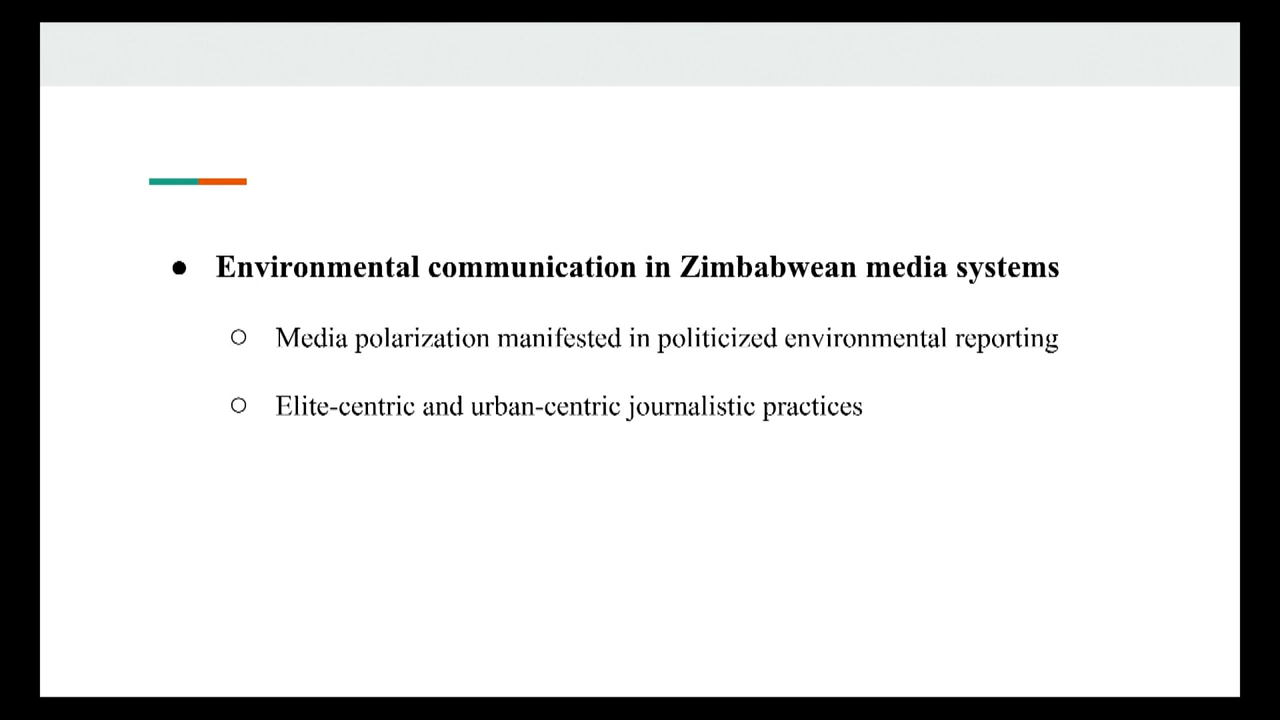 ● Environmental communication in Zimbabwean media systems
○ Media polarization manifested in politicized environmental reporting
○ Elite-centric and urban-centric journalistic practices